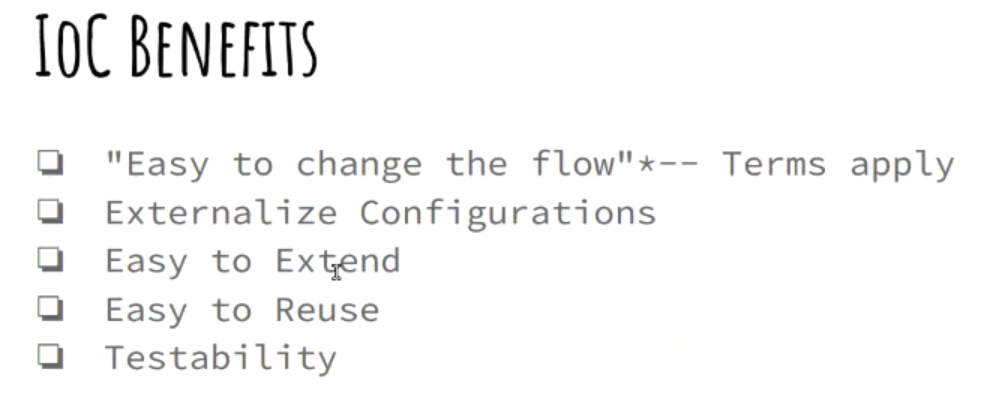 IoC Benefits
❏ "Easy to change the flow"*-- Terms apply
❏ Externalize Configurations
❏ Easy to Extend
❏ Easy to Reuse
❏ Testability